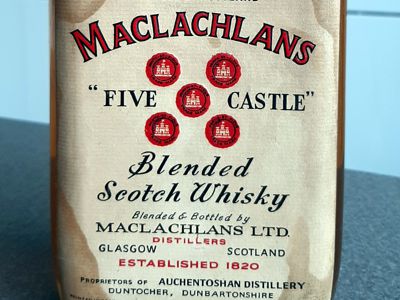 MACLACHLANS
"FIVE CASTLE"
Blended
Scotch Whisky
Blended & Bottled by
MACLACHLANS LTD.
DISTILLERS
GLASGOW SCOTLAND
ESTABLISHED 1820
PROPRIETORS OF AUCHENTOSHAN DISTILLERY
DUNTOCHER, DUNBARTONSHIRE